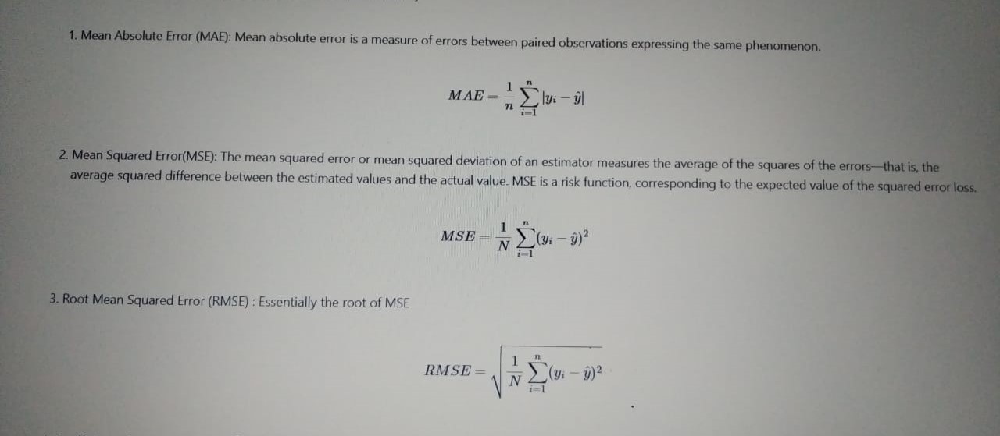 1. Mean Absolute Error (MAE): Mean absolute error is a measure of errors between paired observations expressing the same phenomenon.
MAE = \frac{1}{n} \sum_{i=1}^{n} |y_i - \hat{y}|
2. Mean Squared Error(MSE): The mean squared error or mean squared deviation of an estimator measures the average of the squares of the errors—that is, the
average squared difference between the estimated values and the actual value. MSE is a risk function, corresponding to the expected value of the squared error loss.
MSE = \frac{1}{N} \sum_{i=1}^{n} (y_i - \hat{y})^2
3. Root Mean Squared Error (RMSE) : Essentially the root of MSE
RMSE = \sqrt{\frac{1}{N} \sum_{i=1}^{n} (y_i - \hat{y})^2}